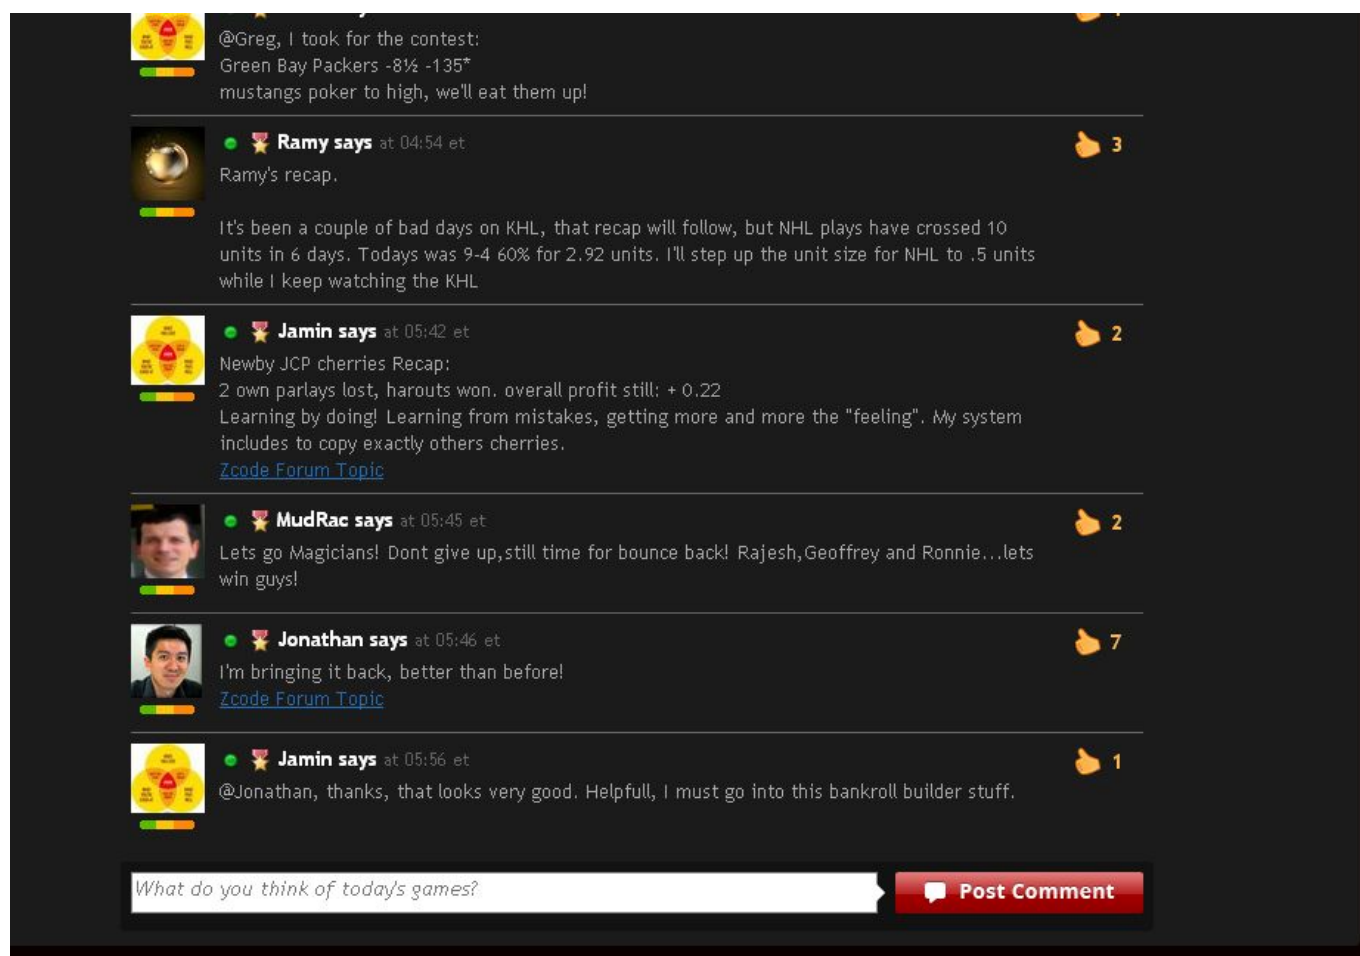 @Greg, I took for the contest:
Green Bay Packers -8½ -135*
mustangs poker to high, we'll eat them up!
Ramy says at 04:54 et
3
Ramy's recap.
It's been a couple of bad days on KHL, that recap will follow, but NHL plays have crossed 10
units in 6 days. Todays was 9-4 60% for 2.92 units. I'll step up the unit size for NHL to .5 units
while I keep watching the KHL
Jamin says at 05:42 et
2
Newby JCP cherries Recap:
2 own parlays lost, harouts won. overall profit still: + 0.22
Learning by doing! Learning from mistakes, getting more and more the "feeling". My system
includes to copy exactly others cherries.
Zcode Forum Topic
MudRac says at 05:45 et
2
Lets go Magicians! Dont give up,still time for bounce back! Rajesh,Geoffrey and Ronnie...lets
win guys!
Jonathan says at 05:46 et
7
I'm bringing it back, better than before!
Zcode Forum Topic
Jamin says at 05:56 et
1
@Jonathan, thanks, that looks very good. Helpfull, I must go into this bankroll builder stuff.
What do you think of today's games?
Post Comment